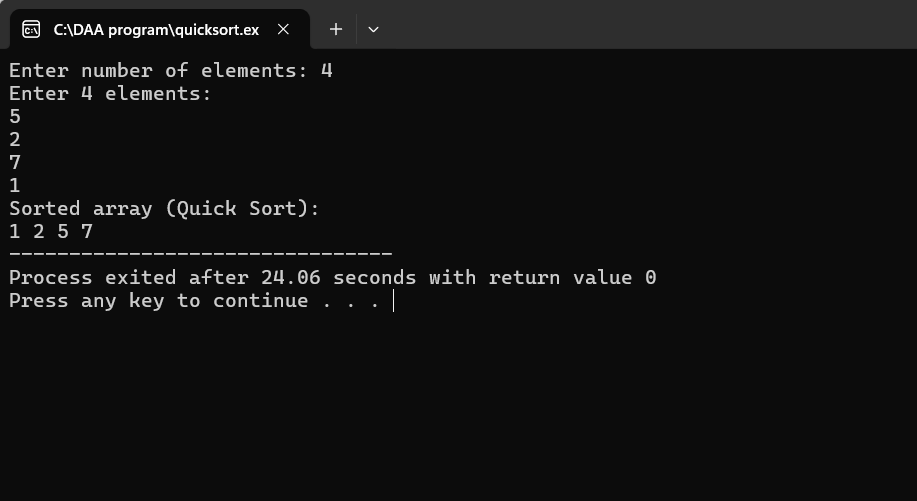 C:\DAA program\quicksort.ex
Enter number of elements: 4
Enter 4 elements:
5
2
7
1
Sorted array (Quick Sort):
1 2 5 7
--------------------------------
Process exited after 24.06 seconds with return value 0
Press any key to continue . . .